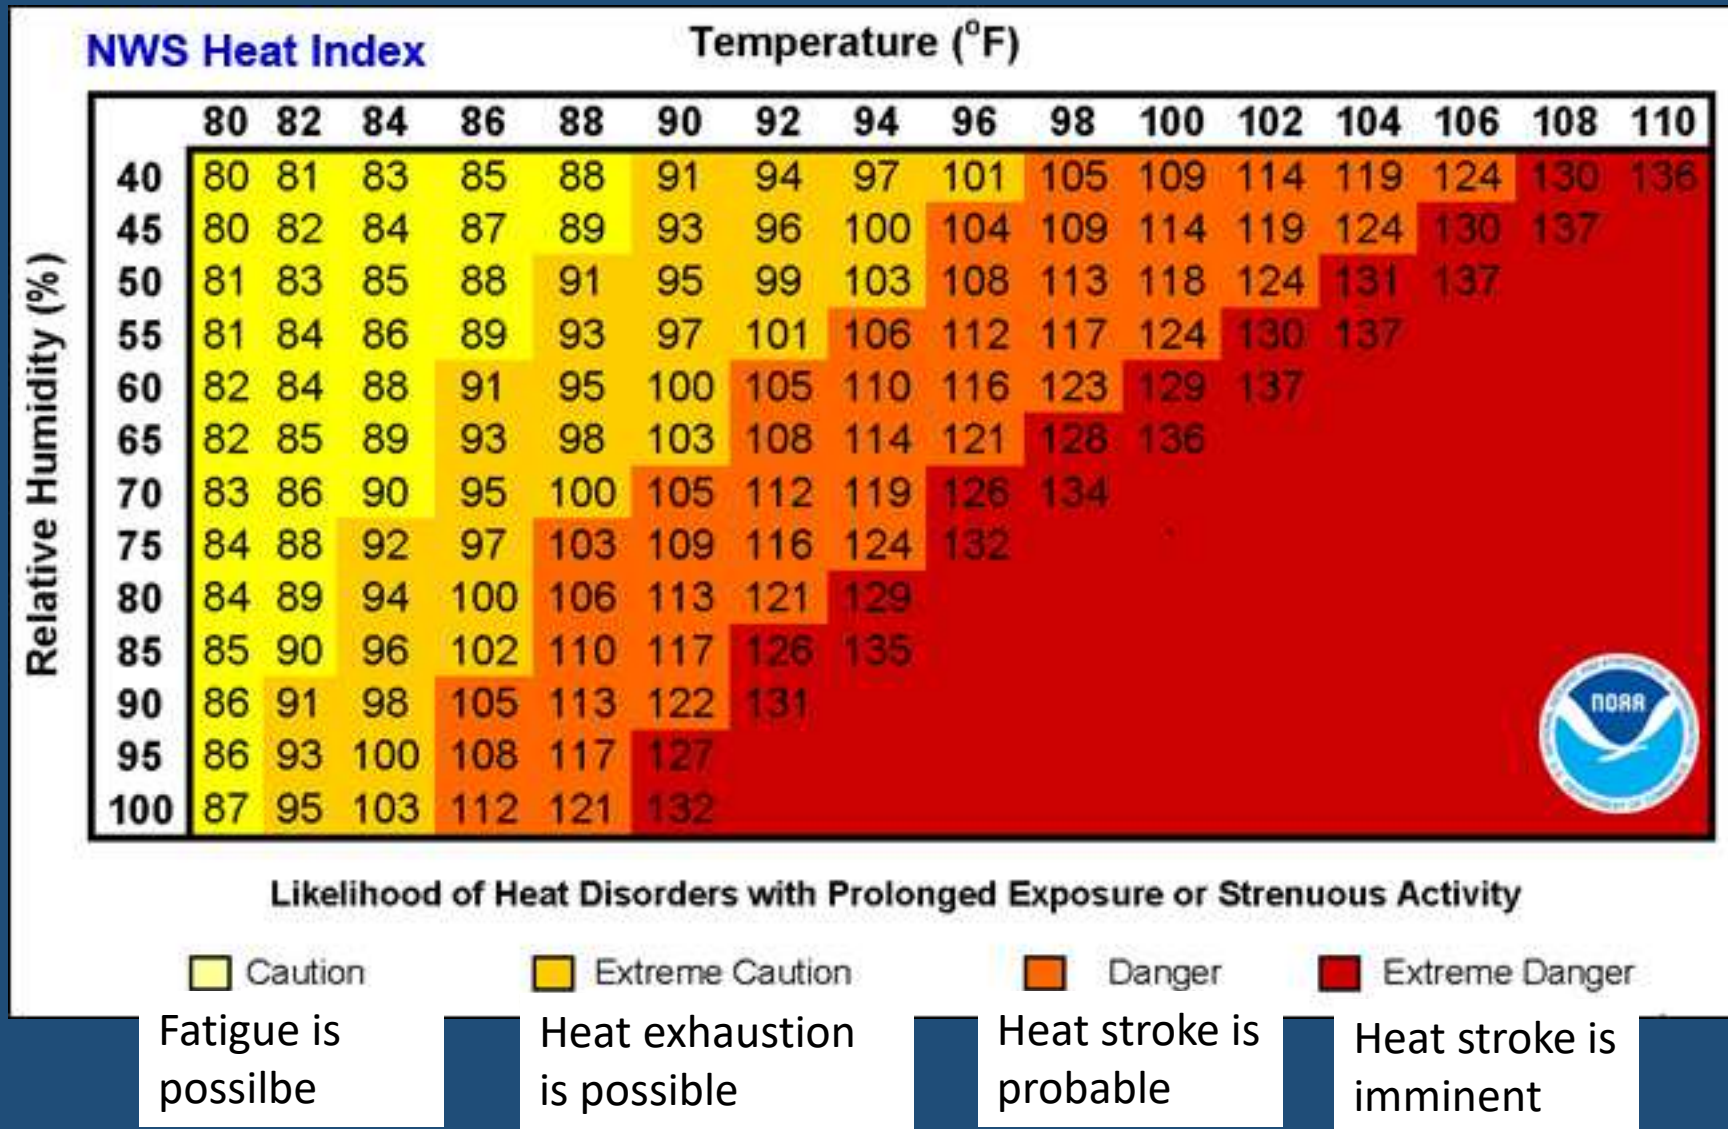 NWS Heat Index
Temperature (°F)
80 82 84 86 88 90 92 94 96 98 100 102 104 106 108 110
Relative Humidity (%)
40 80 81 83 85 88 91 94 97 101 105 109 114 119 124 130 136
45 80 82 84 87 89 93 96 100 104 109 114 119 124 130 137
50 81 83 85 88 91 95 99 103 108 113 118 124 131 137
55 81 84 86 89 93 97 101 106 112 117 124 130 137
60 82 84 88 91 95 100 105 110 116 123 129 137
65 82 85 89 93 98 103 108 114 121 128 136
70 83 86 90 95 100 105 112 119 126 134
75 84 88 92 97 103 109 116 124 132
80 84 89 94 100 106 113 121 129
85 85 90 96 102 110 117 126 135
90 86 91 98 105 113 122 131
95 86 93 100 108 117 127
100 87 95 103 112 121 132
NOAA
Likelihood of Heat Disorders with Prolonged Exposure or Strenuous Activity
Caution
Extreme Caution
Danger
Extreme Danger
Fatigue is
possilbe
Heat exhaustion
is possible
Heat stroke is
probable
Heat stroke is
imminent